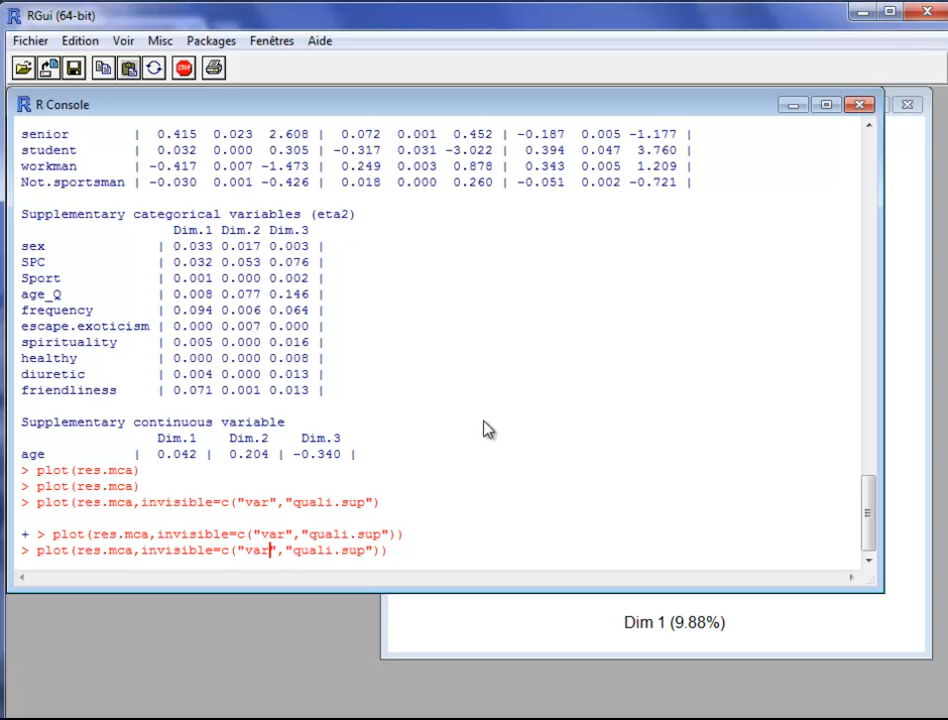 RGui (64-bit)
Fichier Edition Voir Misc Packages Fenêtres Aide
STOP
R Console
senior | 0.415 0.023 2.608 | 0.072 0.001 0.452 | -0.187 0.005 -1.177 |
student | 0.032 0.000 0.305 | -0.317 0.031 -3.022 | 0.394 0.047 3.760 |
workman | -0.417 0.007 -1.473 | 0.249 0.003 0.878 | 0.343 0.005 1.209 |
Not.sportsman | -0.030 0.001 -0.426 | 0.018 0.000 0.260 | -0.051 0.002 -0.721 |
Supplementary categorical variables (eta2)
Dim.1 Dim.2 Dim.3
sex | 0.033 0.017 0.003 |
SPC | 0.032 0.053 0.076 |
Sport | 0.001 0.000 0.002 |
age_Q | 0.008 0.077 0.146 |
frequency | 0.094 0.006 0.064 |
escape.exoticism | 0.000 0.007 0.000 |
spirituality | 0.005 0.000 0.016 |
healthy | 0.000 0.000 0.008 |
diuretic | 0.004 0.000 0.013 |
friendliness | 0.071 0.001 0.013 |
Supplementary continuous variable
Dim.1 Dim.2 Dim.3
age | 0.042 | 0.204 | -0.340 |
> plot(res.mca)
> plot(res.mca)
> plot(res.mca,invisible=c("var","quali.sup")
+ > plot(res.mca,invisible=c("var","quali.sup"))
> plot(res.mca,invisible=c("var","quali.sup"))
Dim 1 (9.88%)